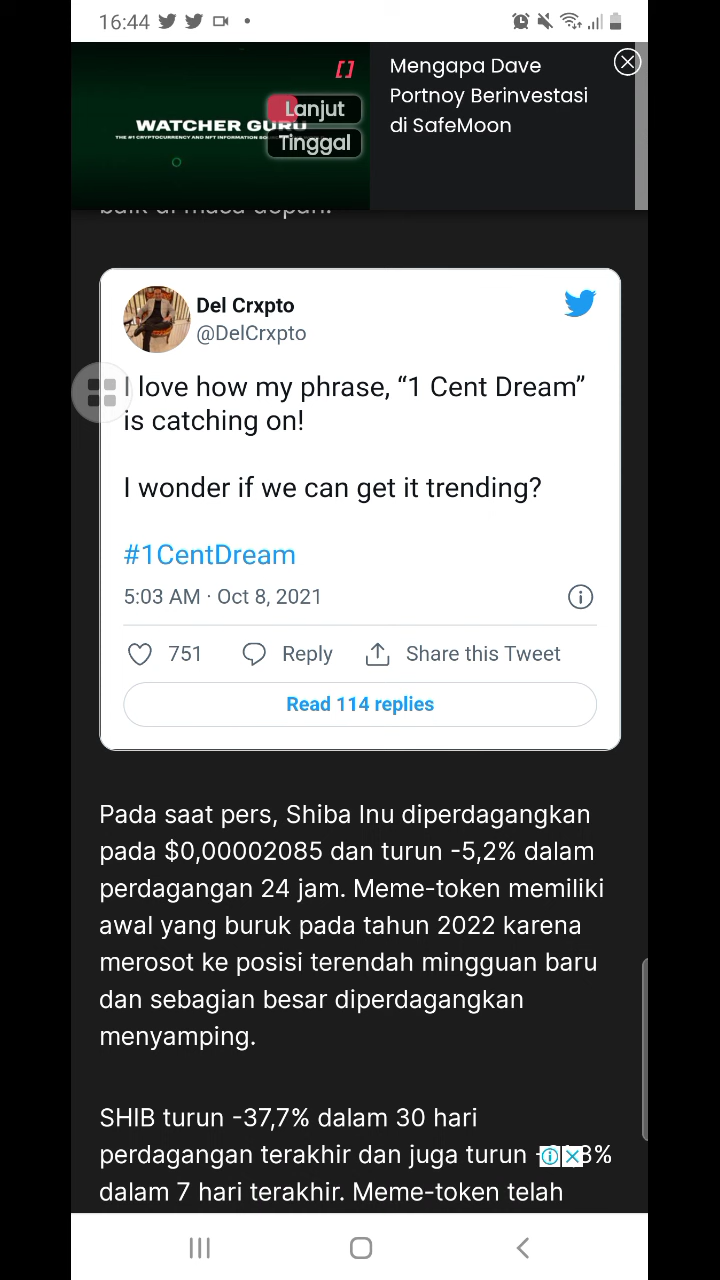 16:44
[]
Lanjut
Tinggal
WATCHER GURU
Mengapa Dave
Portnoy Berinvestasi
di SafeMoon
Del Crxpto
@DelCrxpto
I love how my phrase, “1 Cent Dream”
is catching on!
I wonder if we can get it trending?
#1CentDream
5:03 AM · Oct 8, 2021
751 Reply Share this Tweet
Read 114 replies
Pada saat pers, Shiba Inu diperdagangkan
pada $0,00002085 dan turun -5,2% dalam
perdagangan 24 jam. Meme-token memiliki
awal yang buruk pada tahun 2022 karena
merosot ke posisi terendah mingguan baru
dan sebagian besar diperdagangkan
menyamping.
SHIB turun -37,7% dalam 30 hari
perdagangan terakhir dan juga turun
dalam 7 hari terakhir. Meme-token telah